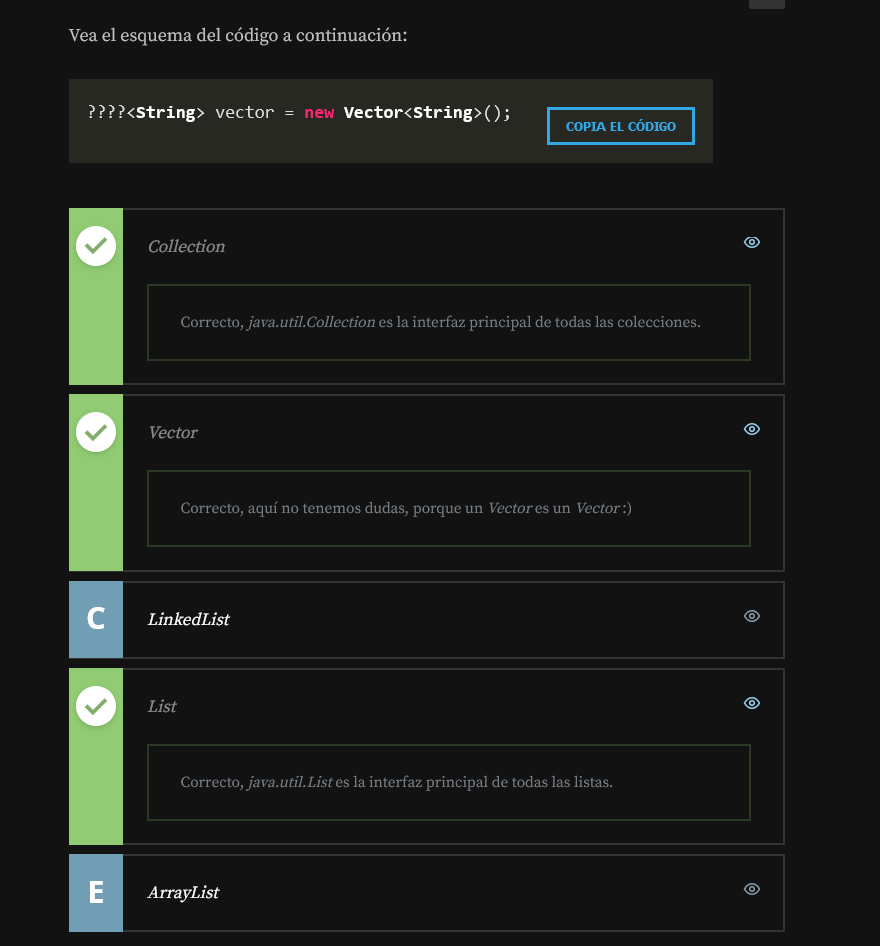 Vea el esquema del código a continuación:
????<String> vector = new Vector<String>();
COPIA EL CÓDIGO
Collection
Correcto, java.util.Collection es la interfaz principal de todas las colecciones.
Vector
Correcto, aquí no tenemos dudas, porque un Vector es un Vector :)
C
LinkedList
List
Correcto, java.util.List es la interfaz principal de todas las listas.
E
ArrayList